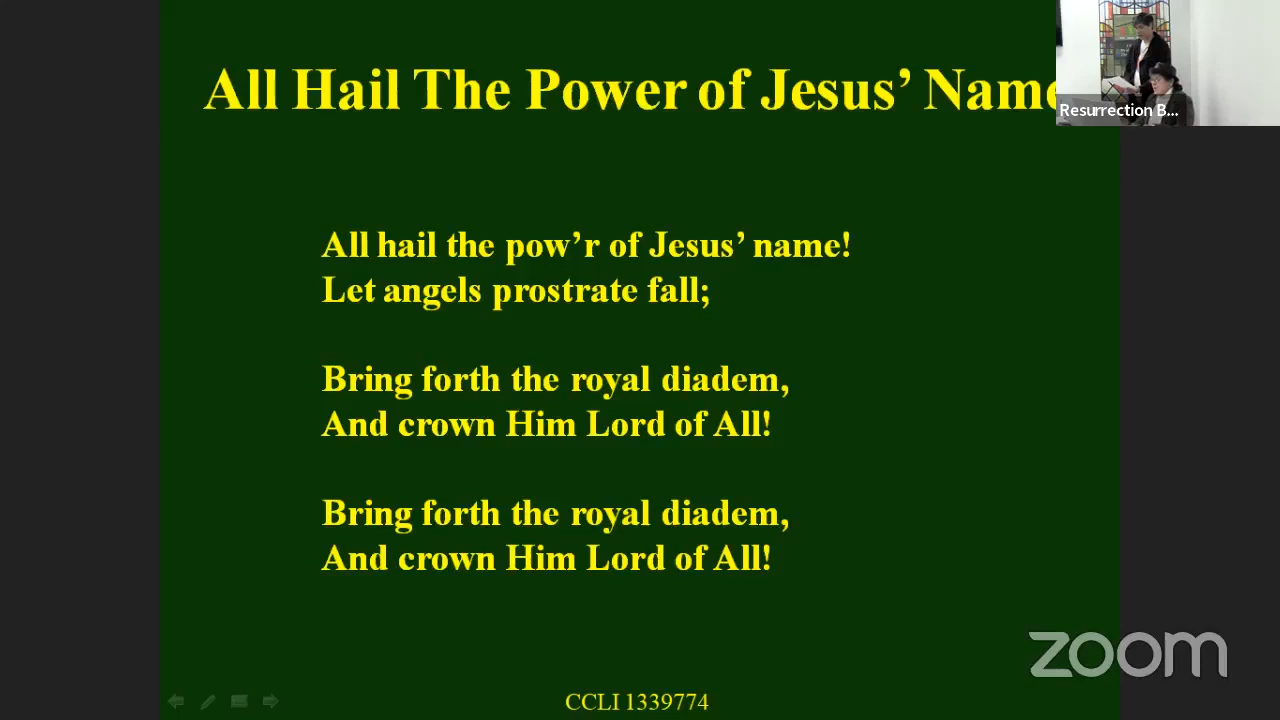 All Hail The Power of Jesus’ Name
Resurrection B...
All hail the pow’r of Jesus’ name!
Let angels prostrate fall;
Bring forth the royal diadem,
And crown Him Lord of All!
Bring forth the royal diadem,
And crown Him Lord of All!
zoom
CCLI 1339774